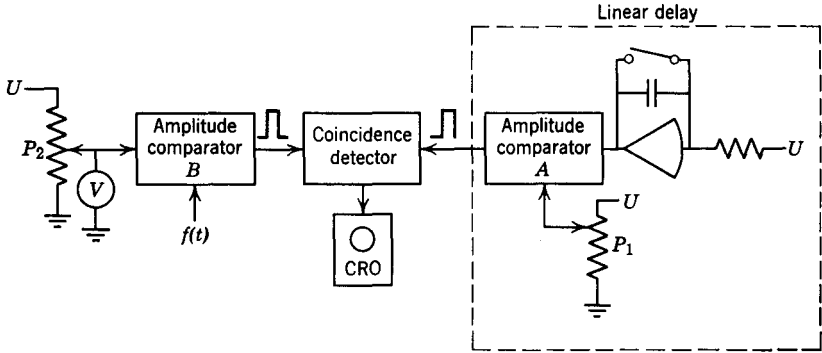 Linear delay
U
P2
V
Amplitude
comparator
B
f(t)
Coincidence
detector
CRO
Amplitude
comparator
A
U
U
P1